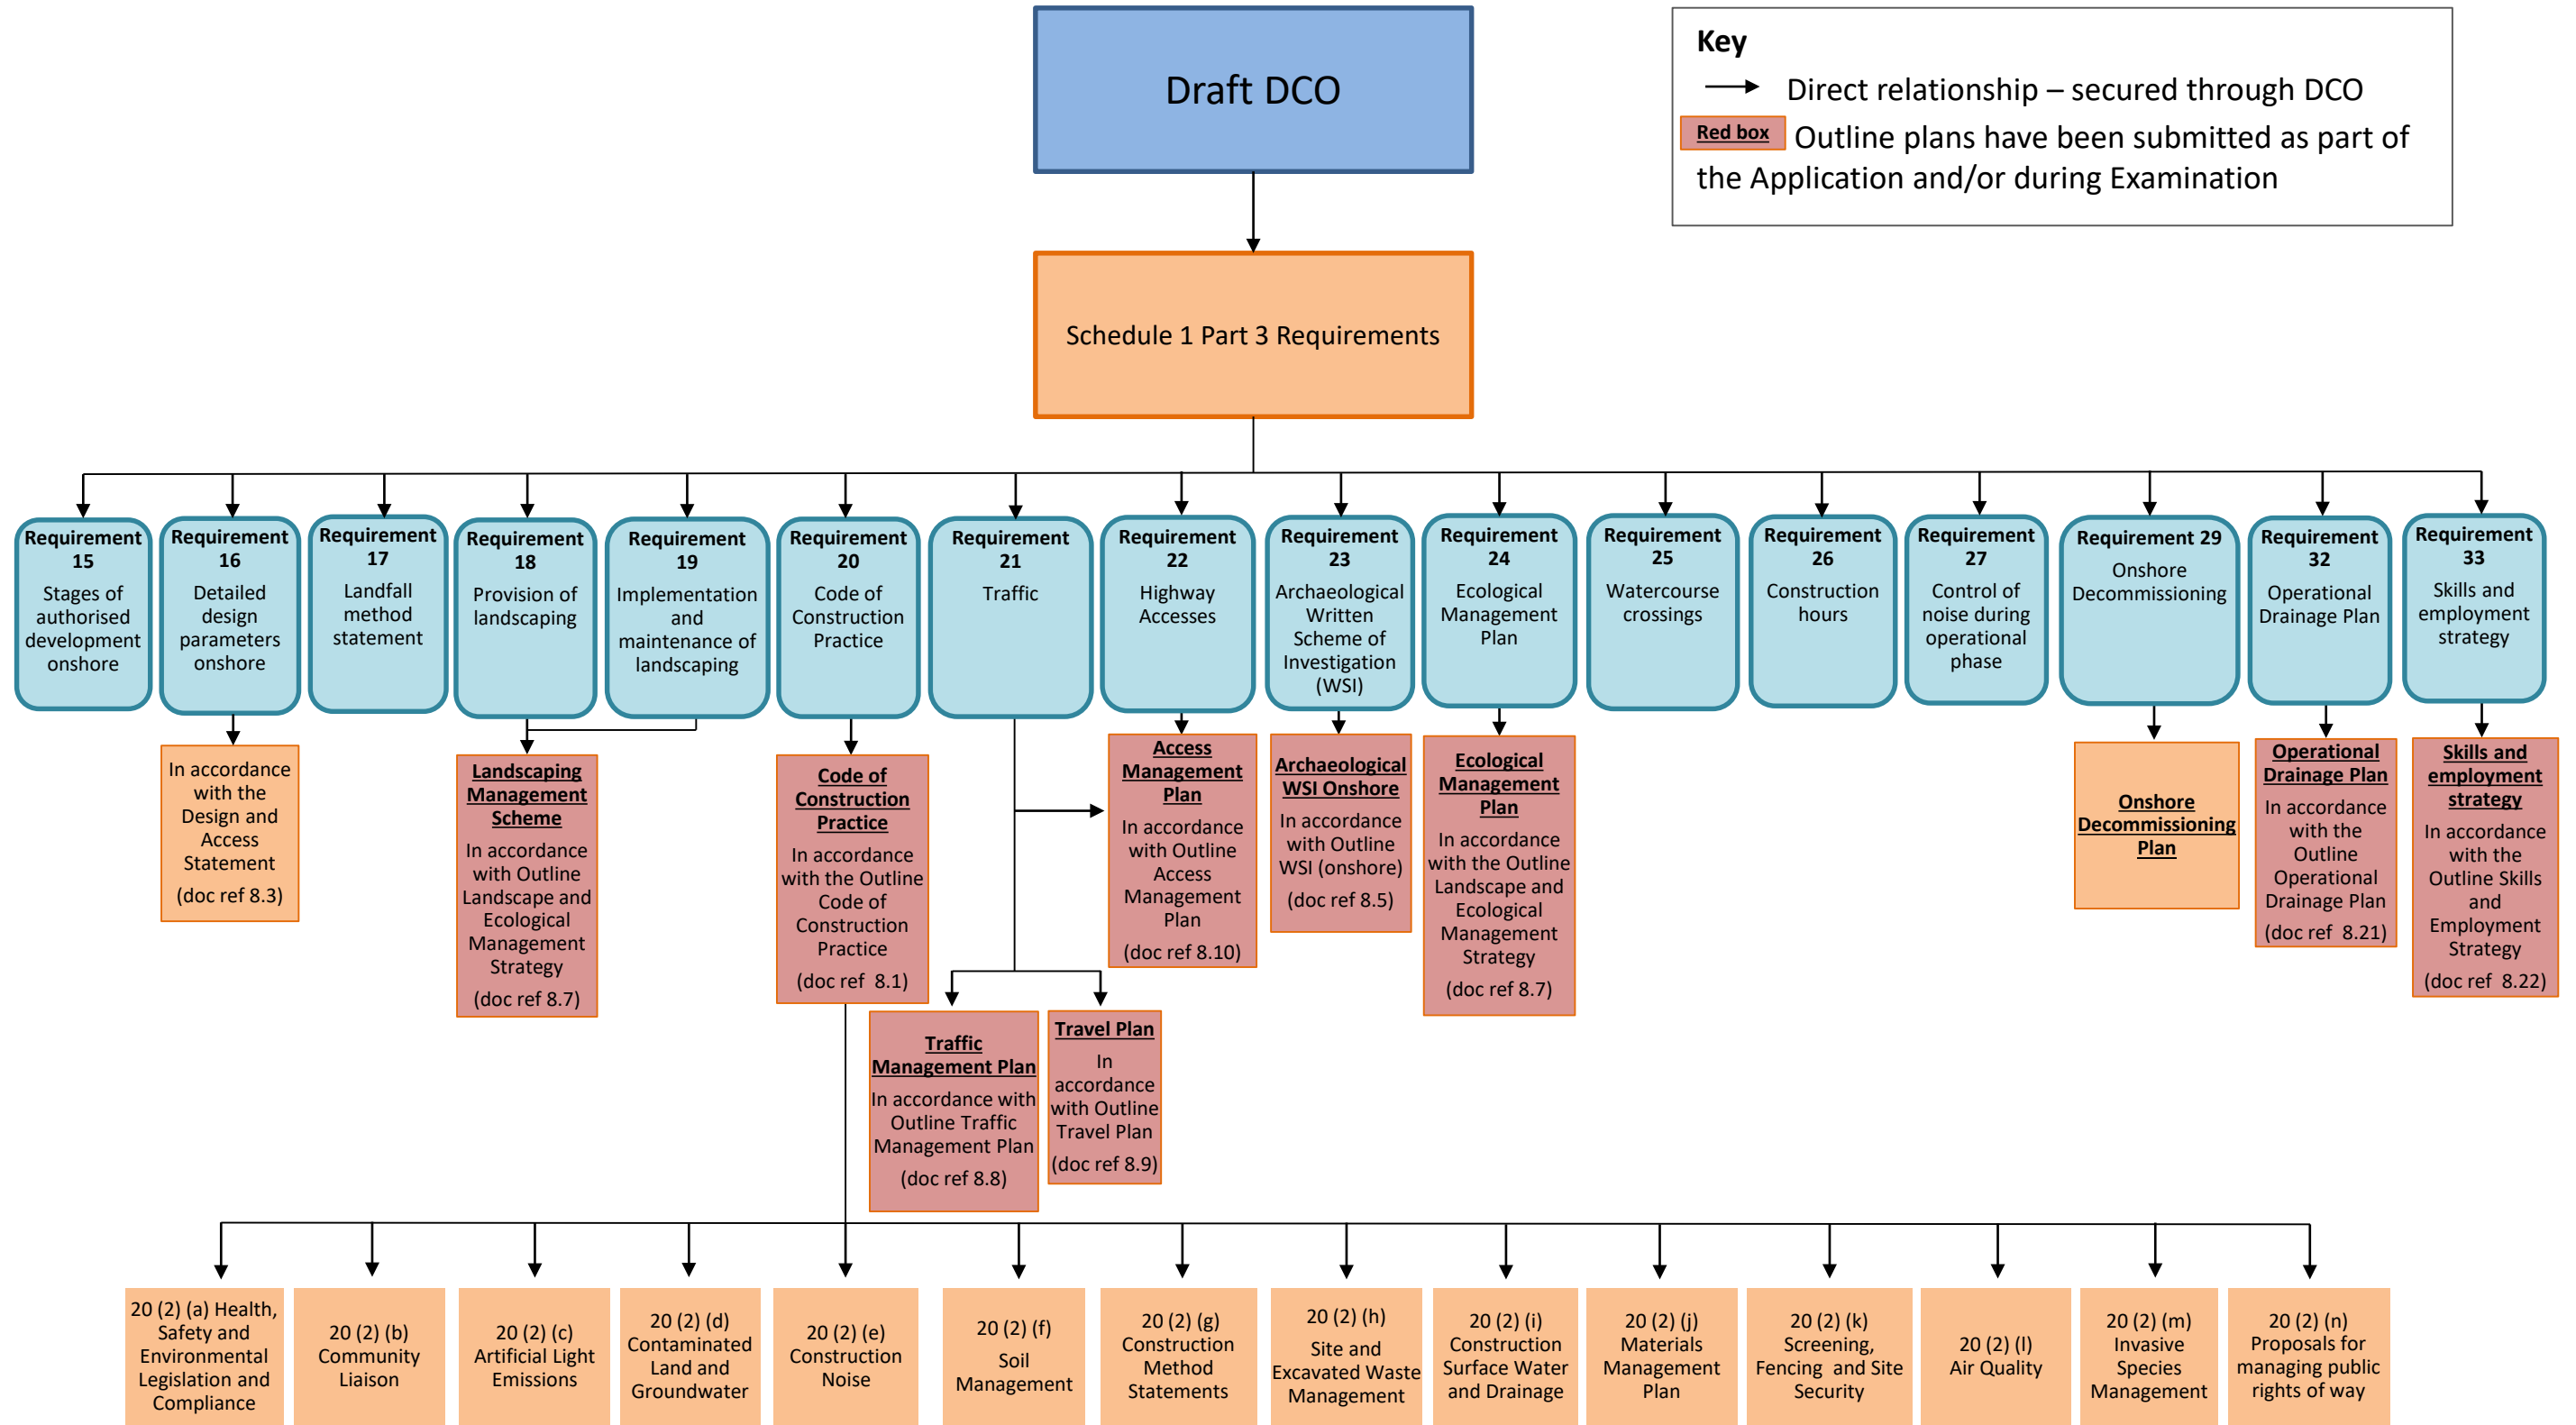 Draft DCO
Key
Direct relationship – secured through DCO
Red box Outline plans have been submitted as part of
the Application and/or during Examination
Schedule 1 Part 3 Requirements
Requirement
15
Stages of
authorised
development
onshore
Requirement
16
Detailed
design
parameters
onshore
Requirement
17
Landfall
method
statement
Requirement
18
Provision of
landscaping
Requirement
19
Implementation
and
maintenance of
landscaping
Requirement
20
Code of
Construction
Practice
Requirement
21
Traffic
Requirement
22
Highway
Accesses
Requirement
23
Archaeological
Written
Scheme of
Investigation
(WSI)
Requirement
24
Ecological
Management
Plan
Requirement
25
Watercourse
crossings
Requirement
26
Construction
hours
Requirement
27
Control of
noise during
operational
phase
Requirement 29
Onshore
Decommissioning
Requirement
32
Operational
Drainage Plan
Requirement
33
Skills and
employment
strategy
In accordance
with the
Design and
Access
Statement
(doc ref 8.3)
Landscaping
Management
Scheme
In accordance
with Outline
Landscape and
Ecological
Management
Strategy
(doc ref 8.7)
Code of
Construction
Practice
In accordance
with the Outline
Code of
Construction
Practice
(doc ref 8.1)
Access
Management
Plan
In accordance
with Outline
Access
Management
Plan
(doc ref 8.10)
Archaeological
WSI Onshore
In accordance
with Outline
WSI (onshore)
(doc ref 8.5)
Ecological
Management
Plan
In accordance
with the Outline
Landscape and
Ecological
Management
Strategy
(doc ref 8.7)
Onshore
Decommissioning
Plan
Operational
Drainage Plan
In accordance
with the
Outline
Operational
Drainage Plan
(doc ref 8.21)
Skills and
employment
strategy
In accordance
with the
Outline Skills
and
Employment
Strategy
(doc ref 8.22)
Traffic
Management Plan
In accordance with
Outline Traffic
Management Plan
(doc ref 8.8)
Travel Plan
In
accordance
with Outline
Travel Plan
(doc ref 8.9)
20 (2) (a) Health,
Safety and
Environmental
Legislation and
Compliance
20 (2) (b)
Community
Liaison
20 (2) (c)
Artificial Light
Emissions
20 (2) (d)
Contaminated
Land and
Groundwater
20 (2) (e)
Construction
Noise
20 (2) (f)
Soil
Management
20 (2) (g)
Construction
Method
Statements
20 (2) (h)
Site and
Excavated Waste
Management
20 (2) (i)
Construction
Surface Water
and Drainage
20 (2) (j)
Materials
Management
Plan
20 (2) (k)
Screening,
Fencing and Site
Security
20 (2) (l)
Air Quality
20 (2) (m)
Invasive
Species
Management
20 (2) (n)
Proposals for
managing public
rights of way